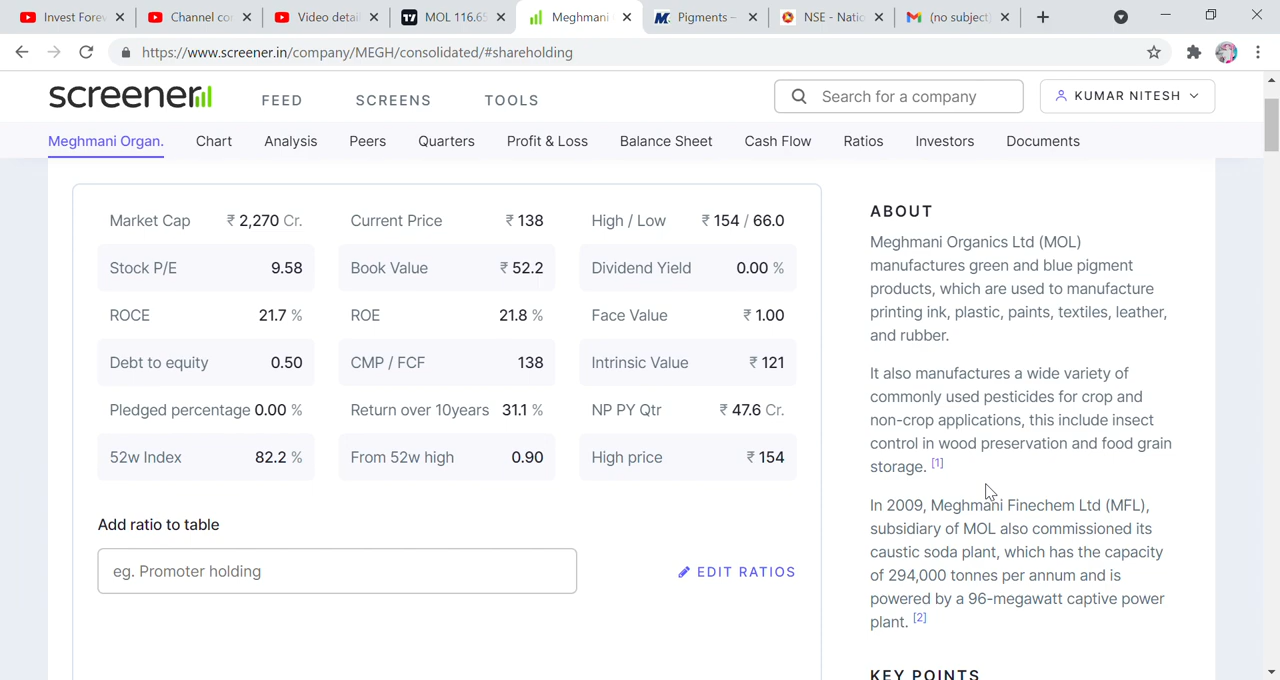 Invest Forev
Channel co
Video detai
MOL 116.65
Meghmani
Pigments –
NSE - Natio
(no subject)
https://www.screener.in/company/MEGH/consolidated/#shareholding
screener
FEED
SCREENS
TOOLS
Search for a company
KUMAR NITESH
Meghmani Organ.
Chart
Analysis
Peers
Quarters
Profit & Loss
Balance Sheet
Cash Flow
Ratios
Investors
Documents
Market Cap ₹ 2,270 Cr.
Current Price ₹ 138
High / Low ₹ 154 / 66.0
Stock P/E 9.58
Book Value ₹ 52.2
Dividend Yield 0.00 %
ROCE 21.7 %
ROE 21.8 %
Face Value ₹ 1.00
Debt to equity 0.50
CMP / FCF 138
Intrinsic Value ₹ 121
Pledged percentage 0.00 %
Return over 10years 31.1 %
NP PY Qtr ₹ 47.6 Cr.
52w Index 82.2 %
From 52w high 0.90
High price ₹ 154
Add ratio to table
eg. Promoter holding
EDIT RATIOS
ABOUT
Meghmani Organics Ltd (MOL)
manufactures green and blue pigment
products, which are used to manufacture
printing ink, plastic, paints, textiles, leather,
and rubber.
It also manufactures a wide variety of
commonly used pesticides for crop and
non-crop applications, this include insect
control in wood preservation and food grain
storage. [1]
In 2009, Meghmani Finechem Ltd (MFL),
subsidiary of MOL also commissioned its
caustic soda plant, which has the capacity
of 294,000 tonnes per annum and is
powered by a 96-megawatt captive power
plant. [2]
KEY POINTS